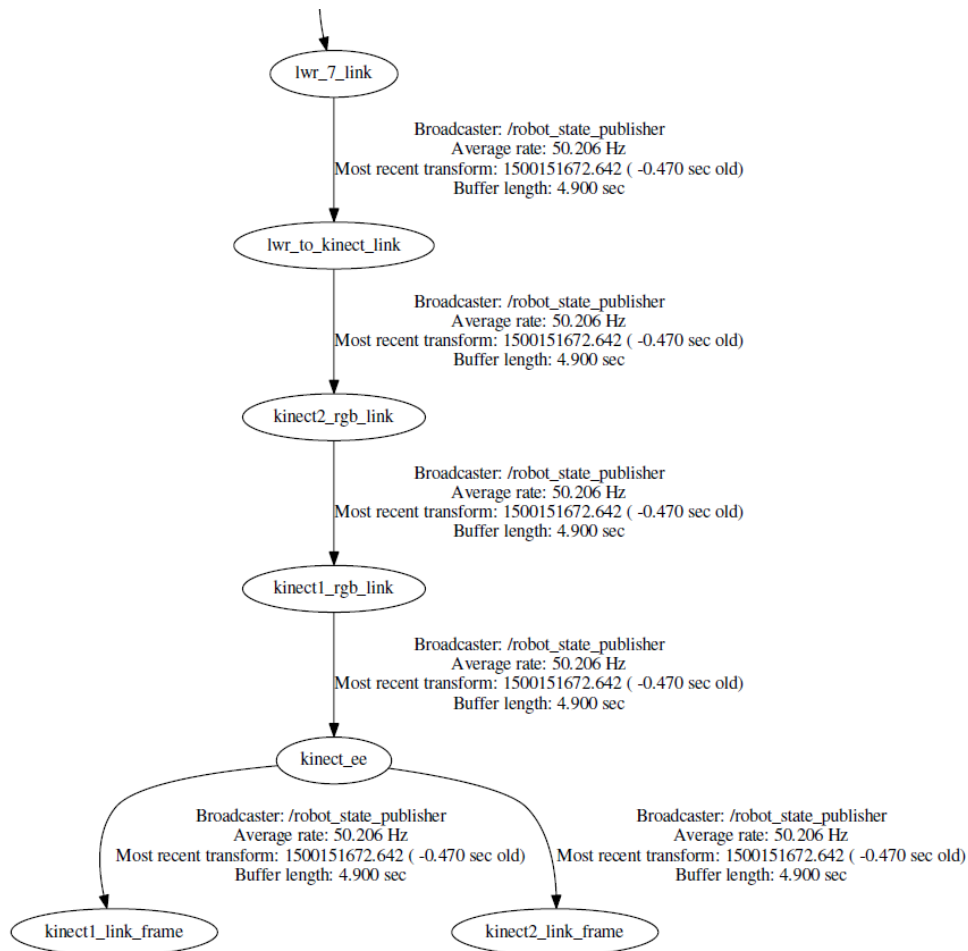 lwr_7_link
Broadcaster: /robot_state_publisher
Average rate: 50.206 Hz
Most recent transform: 1500151672.642 ( -0.470 sec old)
Buffer length: 4.900 sec
lwr_to_kinect_link
Broadcaster: /robot_state_publisher
Average rate: 50.206 Hz
Most recent transform: 1500151672.642 ( -0.470 sec old)
Buffer length: 4.900 sec
kinect2_rgb_link
Broadcaster: /robot_state_publisher
Average rate: 50.206 Hz
Most recent transform: 1500151672.642 ( -0.470 sec old)
Buffer length: 4.900 sec
kinect1_rgb_link
Broadcaster: /robot_state_publisher
Average rate: 50.206 Hz
Most recent transform: 1500151672.642 ( -0.470 sec old)
Buffer length: 4.900 sec
kinect_ee
Broadcaster: /robot_state_publisher
Average rate: 50.206 Hz
Most recent transform: 1500151672.642 ( -0.470 sec old)
Buffer length: 4.900 sec
Broadcaster: /robot_state_publisher
Average rate: 50.206 Hz
Most recent transform: 1500151672.642 ( -0.470 sec old)
Buffer length: 4.900 sec
kinect1_link_frame
kinect2_link_frame